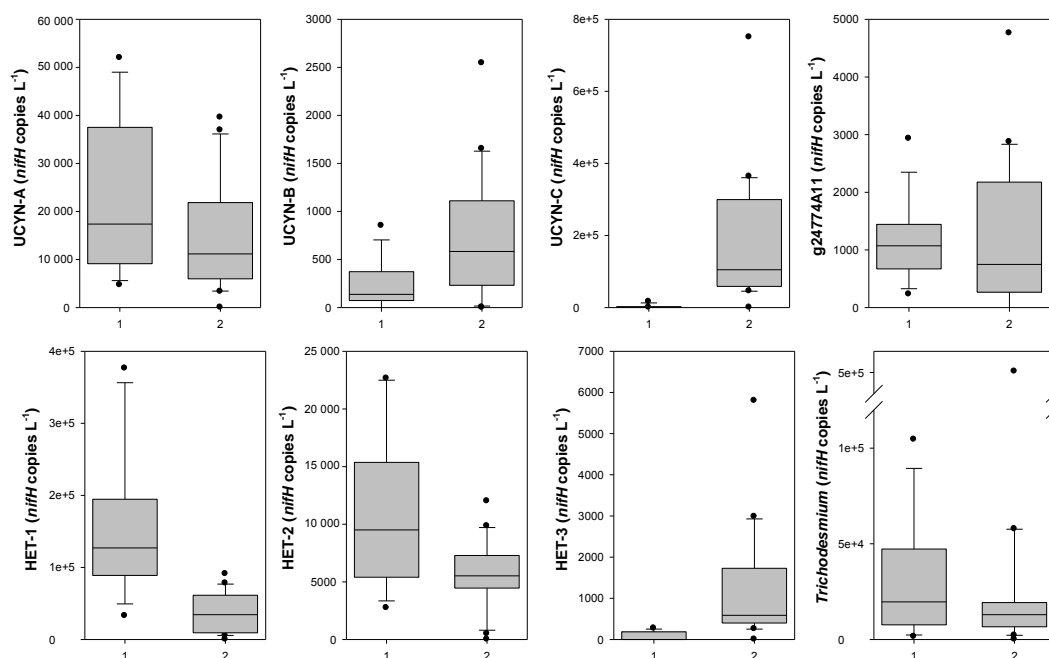 UCYN-A (nifH copies L-1)
60 000
50 000
40 000
30 000
20 000
10 000
0
1 2
UCYN-B (nifH copies L-1)
3000
2500
2000
1500
1000
500
0
1 2
UCYN-C (nifH copies L-1)
8e+5
6e+5
4e+5
2e+5
0
1 2
g24774A11 (nifH copies L-1)
5000
4000
3000
2000
1000
0
1 2
HET-1 (nifH copies L-1)
4e+5
3e+5
2e+5
1e+5
0
1 2
HET-2 (nifH copies L-1)
25 000
20 000
15 000
10 000
5000
0
1 2
HET-3 (nifH copies L-1)
7000
6000
5000
4000
3000
2000
1000
0
1 2
Trichodesmium (nifH copies L-1)
5e+5
1e+5
5e+4
0
1 2